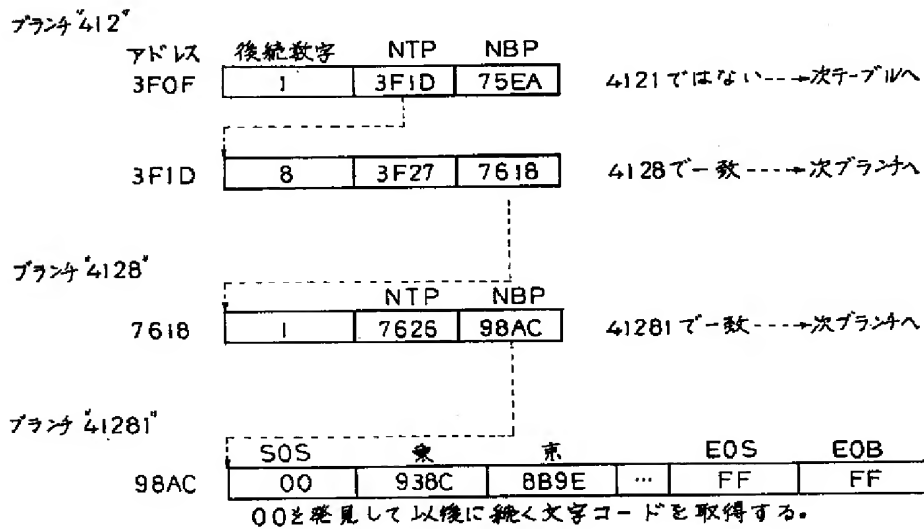 ブランチ"412"
アドレス 後続数字 NTP NBP
3F0F 1 3F1D 75EA 4121ではない----→次テーブルへ
3F1D 8 3F27 7618 4128で一致----→次ブランチへ
ブランチ"4128"
NTP NBP
7618 1 7625 98AC 41281で一致----→次ブランチへ
ブランチ"41281"
SOS 東 京 EOS EOB
98AC 00 938C 8B9E … FF FF
00を発見して以後に続く文字コードを取得する。